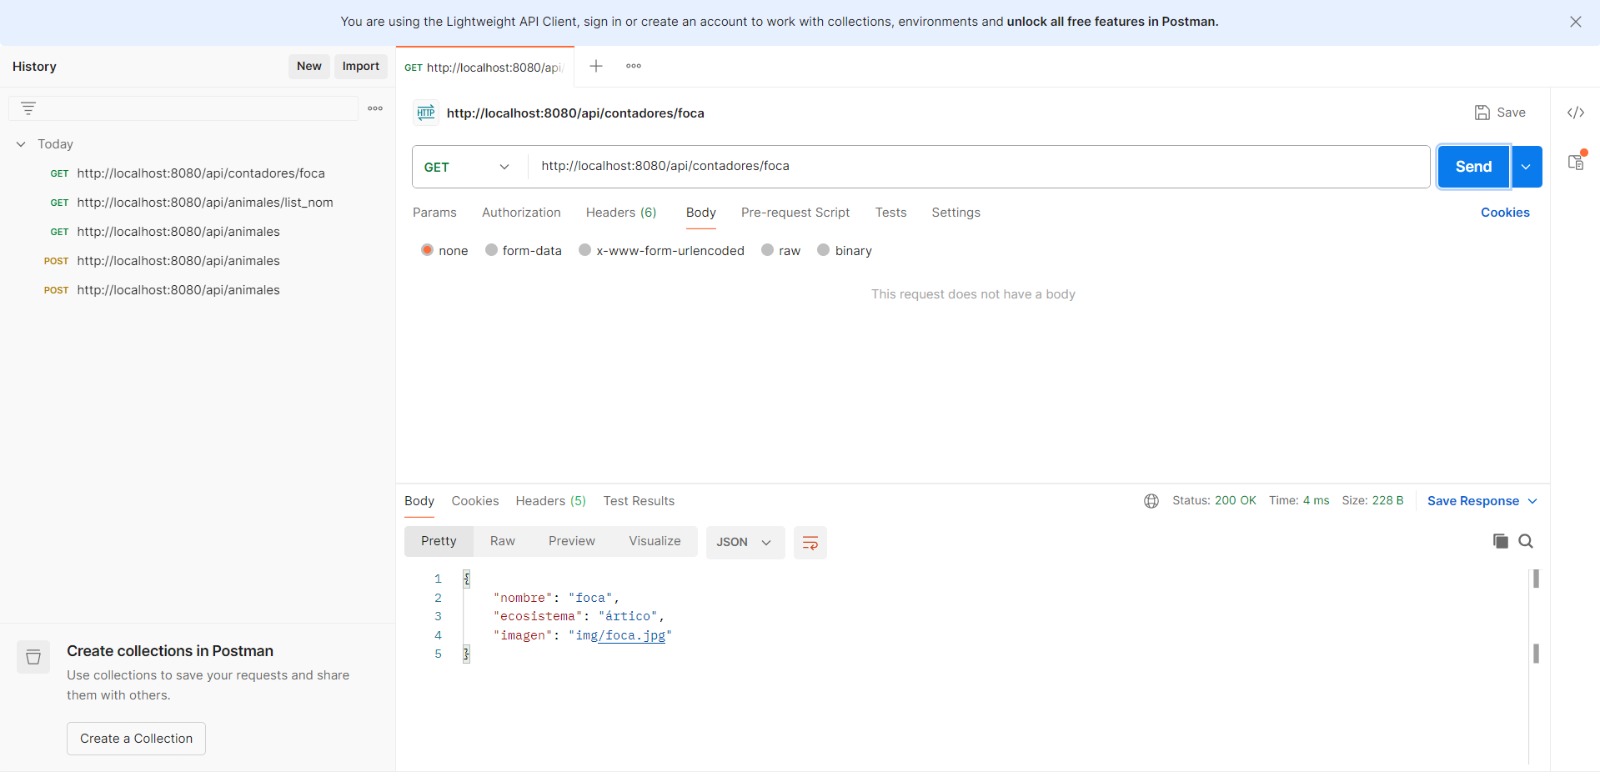 You are using the Lightweight API Client, sign in or create an account to work with collections, environments and unlock all free features in Postman.
History
New
Import
GET http://localhost:8080/api/
Today
GET http://localhost:8080/api/contadores/foca
GET http://localhost:8080/api/animales/list_nom
GET http://localhost:8080/api/animales
POST http://localhost:8080/api/animales
POST http://localhost:8080/api/animales
Create collections in Postman
Use collections to save your requests and share
them with others.
Create a Collection
HTTP http://localhost:8080/api/contadores/foca
Save
GET http://localhost:8080/api/contadores/foca
Send
Params Authorization Headers (6) Body Pre-request Script Tests Settings
Cookies
none form-data x-www-form-urlencoded raw binary
This request does not have a body
Body Cookies Headers (5) Test Results
Status: 200 OK Time: 4 ms Size: 228 B
Save Response
Pretty Raw Preview Visualize JSON
1 {
2 "nombre": "foca",
3 "ecosistema": "ártico",
4 "imagen": "img/foca.jpg"
5 }